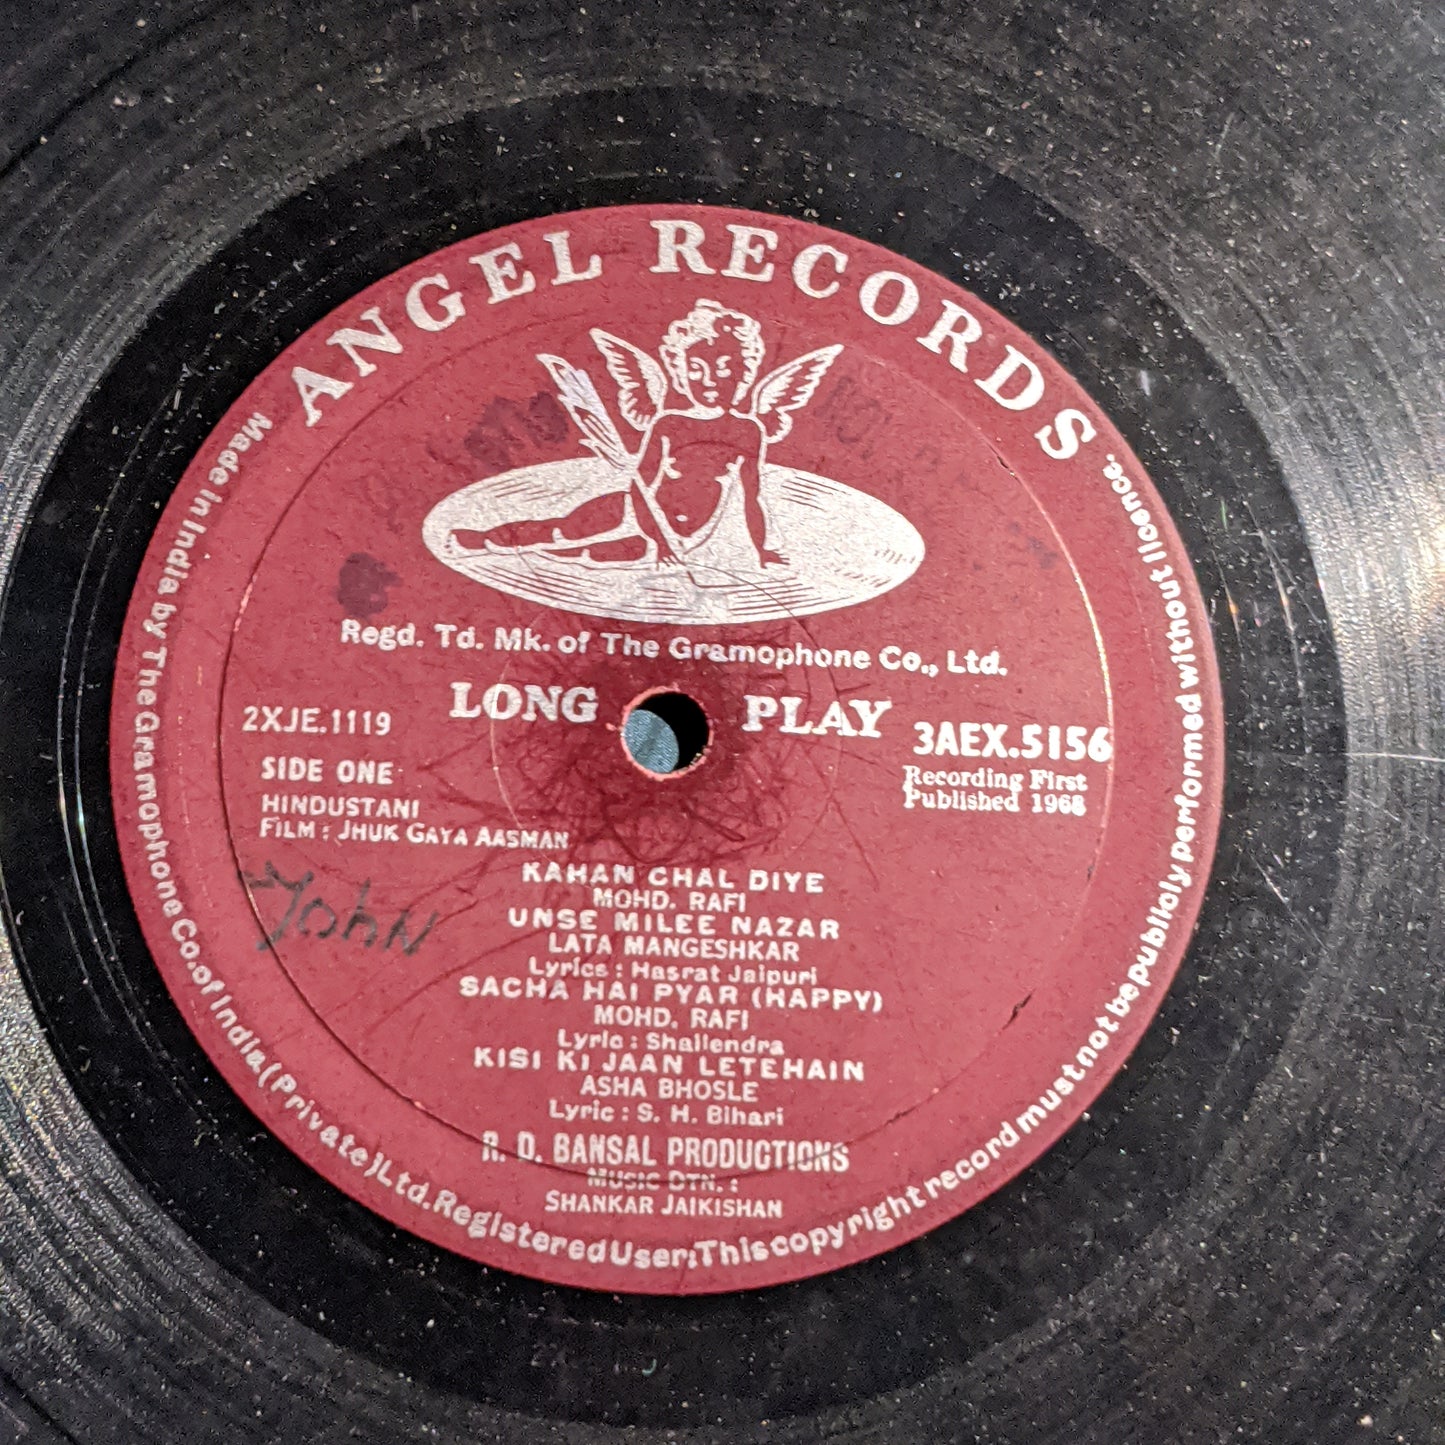 ANGEL RECORDS
Regd. Td. Mk. of The Gramophone Co., Ltd.
LONG PLAY
2XJE.1119
3AEX.5156
SIDE ONE
Recording First
Published 1968
HINDUSTANI
FILM : JHUK GAYA AASMAN
John
KAHAN CHAL DIYE
MOHD. RAFI
UNSE MILEE NAZAR
LATA MANGESHKAR
Lyrics : Hasrat Jaipuri
SACHA HAI PYAR (HAPPY)
MOHD. RAFI
Lyric : Shailendra
KISI KI JAAN LETEHAIN
ASHA BHOSLE
Lyric : S. H. Bihari
R. D. BANSAL PRODUCTIONS
MUSIC DTN. :
SHANKAR JAIKISHAN
Made in India by The Gramophone Co. of India (Private) Ltd. Registered User: This copyright record must not be publicly performed without licence.